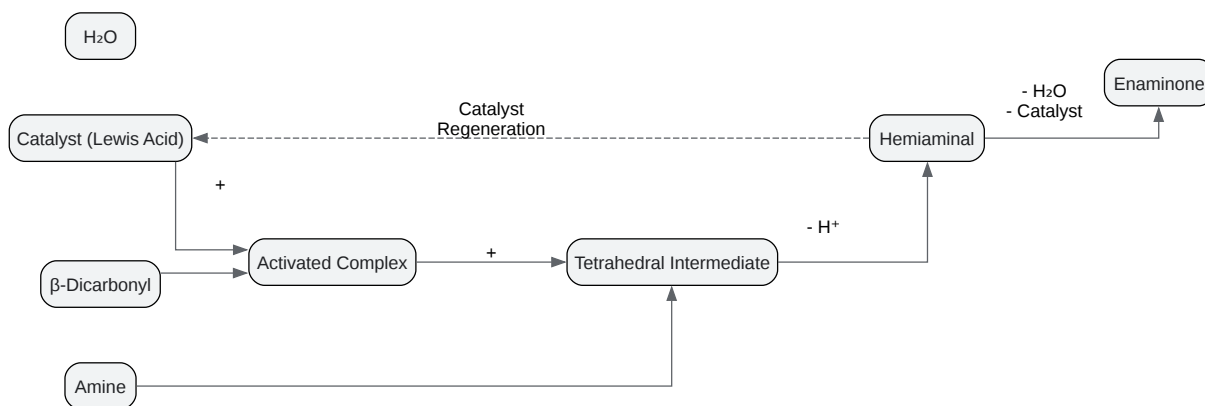 H₂O
Enaminone
- H₂O
- Catalyst
Catalyst
Regeneration
Catalyst (Lewis Acid)
Hemiaminal
+
- H⁺
+
Activated Complex
Tetrahedral Intermediate
β-Dicarbonyl
Amine